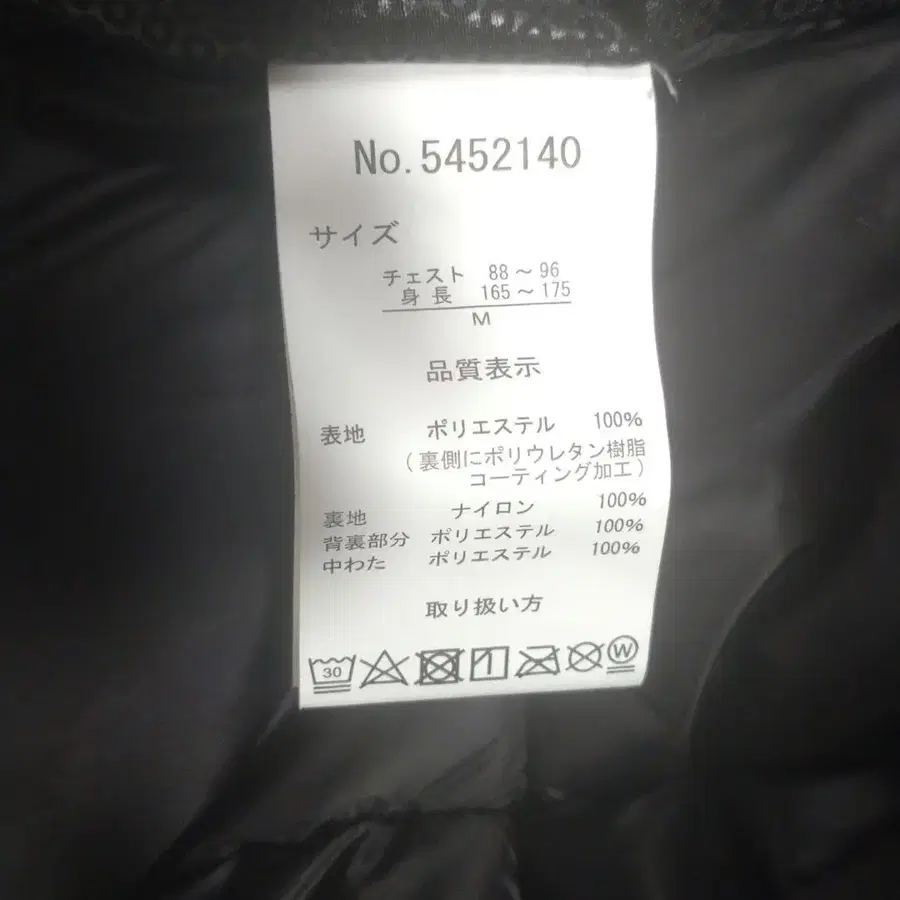 No.5452140
サイズ
チェスト 88～96
身長 165～175
M
品質表示
表地 ポリエステル 100%
(裏側にポリウレタン樹脂
コーティング加工)
裏地 ナイロン 100%
背裏部分 ポリエステル 100%
中わた ポリエステル 100%
取り扱い方
30 W